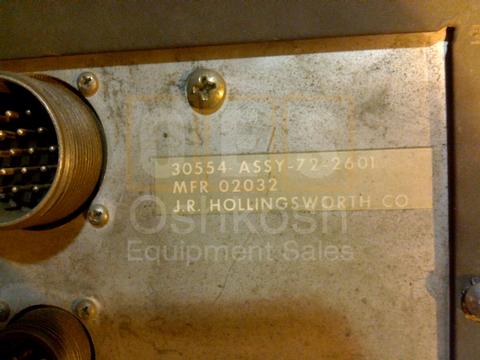 30554-ASSY-72-2601
MFR 02032
J.R. HOLLINGSWORTH CO
Oshkosh
Equipment Sales